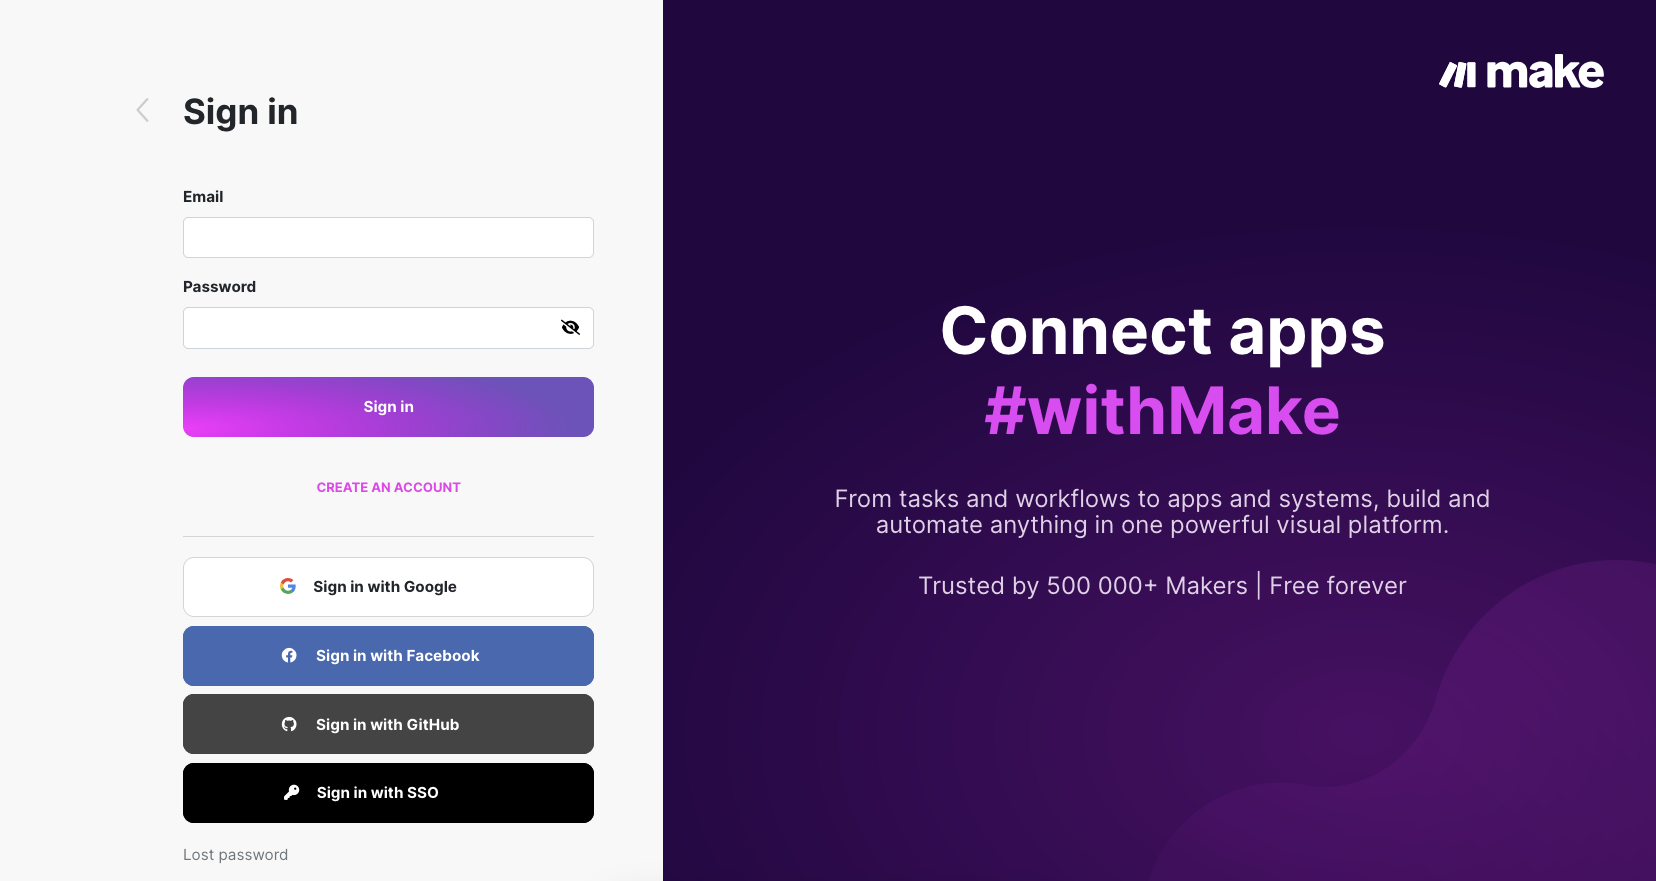 Sign in
Email
Password
Sign in
CREATE AN ACCOUNT
Sign in with Google
Sign in with Facebook
Sign in with GitHub
Sign in with SSO
Lost password
make
Connect apps
#withMake
From tasks and workflows to apps and systems, build and
automate anything in one powerful visual platform.
Trusted by 500 000+ Makers | Free forever